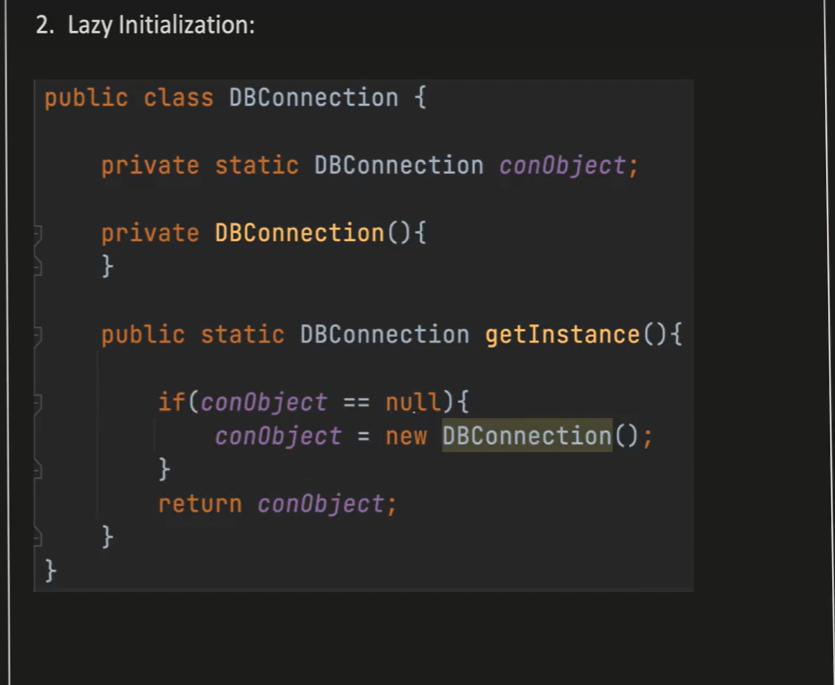 2. Lazy Initialization:
public class DBConnection {
private static DBConnection conObject;
private DBConnection(){
}
public static DBConnection getInstance(){
if(conObject == null){
conObject = new DBConnection();
}
return conObject;
}
}